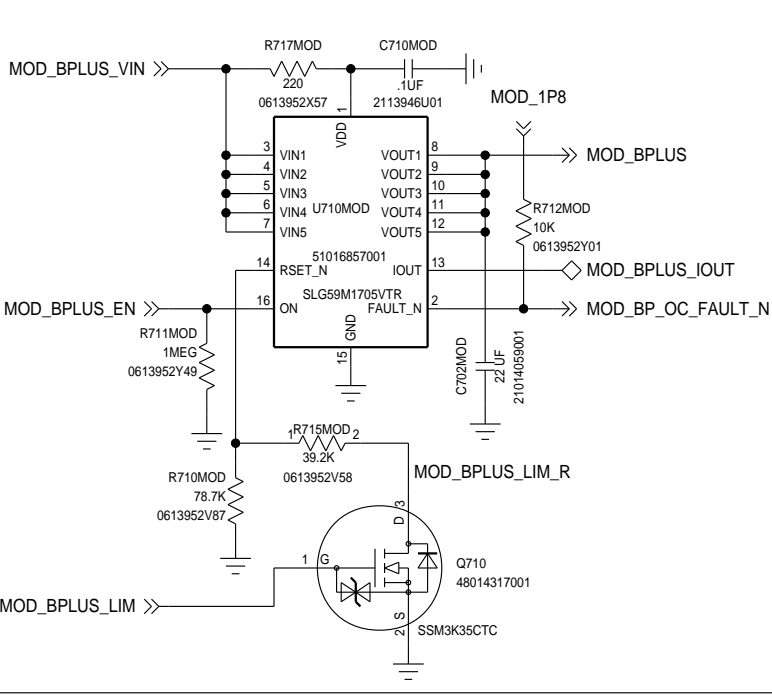 R717MOD
C710MOD
MOD_BPLUS_VIN
220
.1UF
0613952X57
2113946U01
MOD_1P8
1
VDD
3 VIN1
VOUT1 8
MOD_BPLUS
4 VIN2
VOUT2 9
5 VIN3
VOUT3 10
6 VIN4
U710MOD
VOUT4 11
7 VIN5
VOUT5 12
R712MOD
10K
0613952Y01
51016857001
14 RSET_N
IOUT 13
MOD_BPLUS_IOUT
SLG59M1705VTR
MOD_BPLUS_EN
16 ON
FAULT_N 2
MOD_BP_OC_FAULT_N
GND
15
R711MOD
1MEG
0613952Y49
C702MOD
22 UF
21014059001
1 R715MOD 2
39.2K
0613952V58
MOD_BPLUS_LIM_R
R710MOD
78.7K
0613952V87
3
D
1 G
Q710
48014317001
MOD_BPLUS_LIM
S
2
SSM3K35CTC